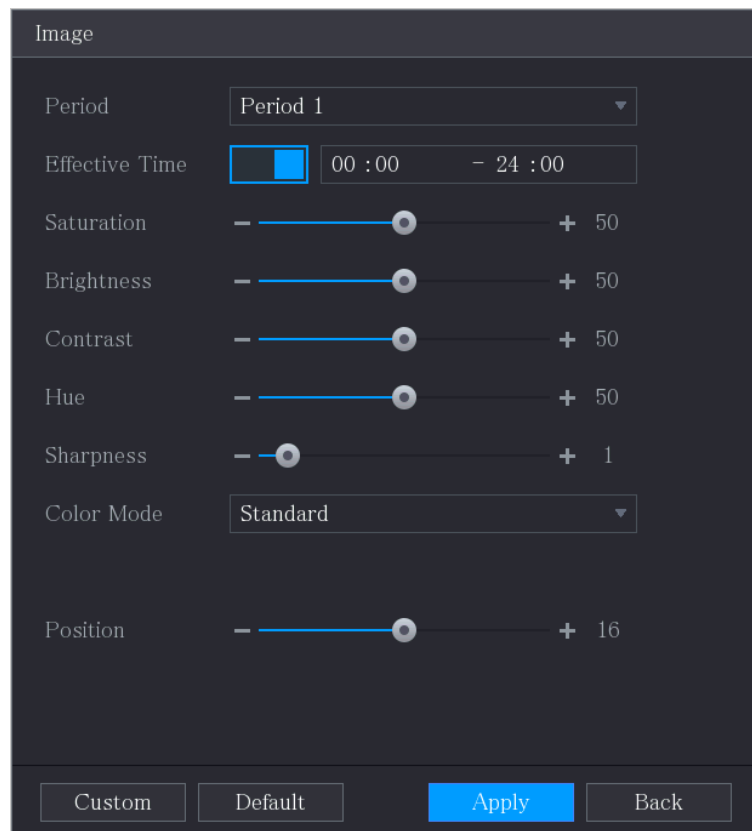 Image
Period Period 1
Effective Time 00 :00 - 24 :00
Saturation - + 50
Brightness - + 50
Contrast - + 50
Hue - + 50
Sharpness - + 1
Color Mode Standard
Position - + 16
Custom Default Apply Back